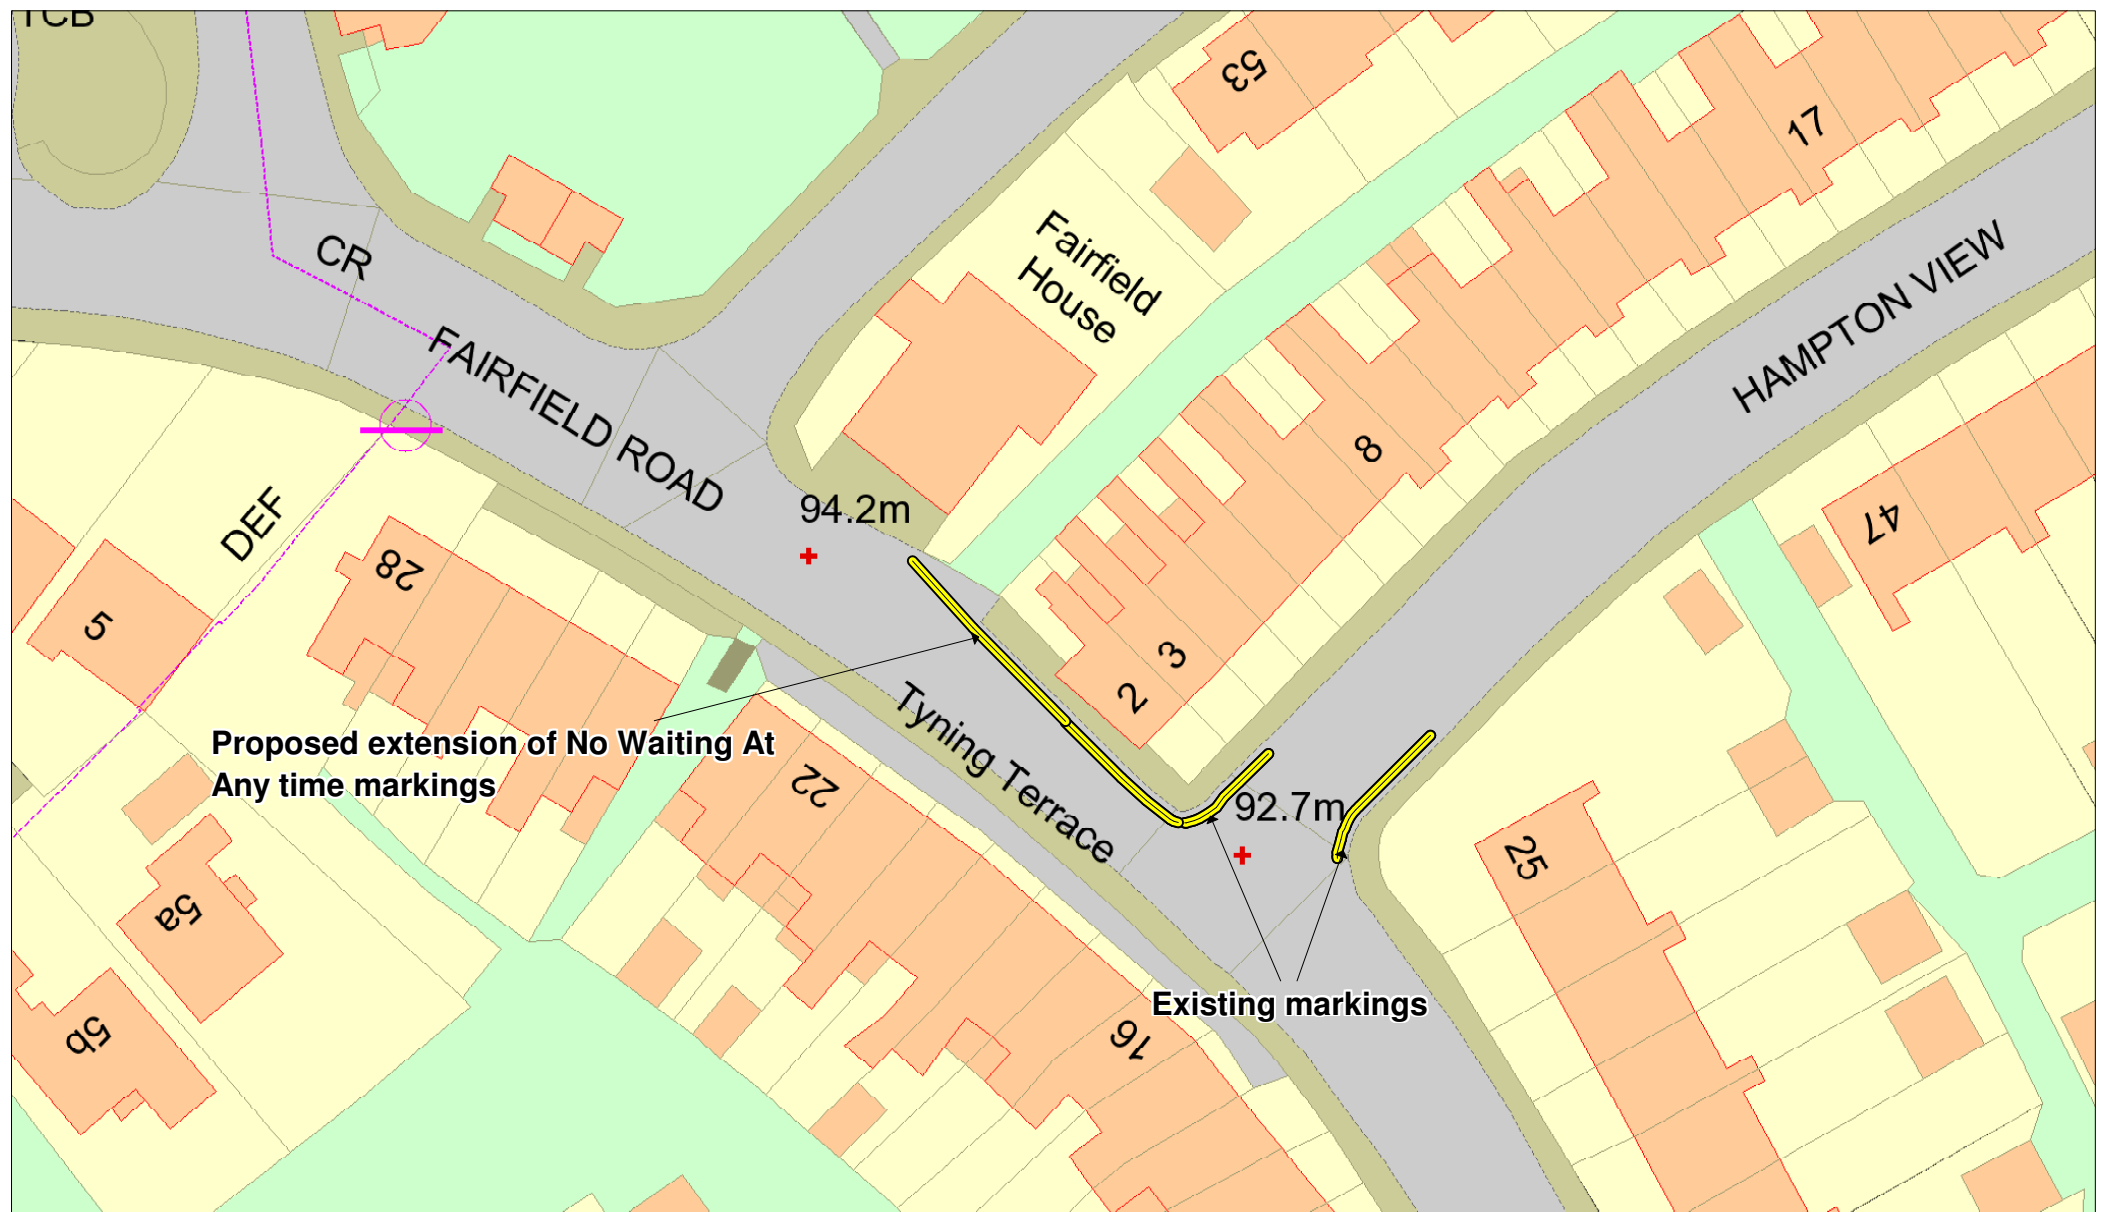 TCB
53
17
CR
Fairfield
House
HAMPTON VIEW
FAIRFIELD ROAD
8
94.2m
47
DEF
28
5
3
2
Tyning Terrace
Proposed extension of No Waiting At
Any time markings
22
92.7m
25
5a
Existing markings
5b
16